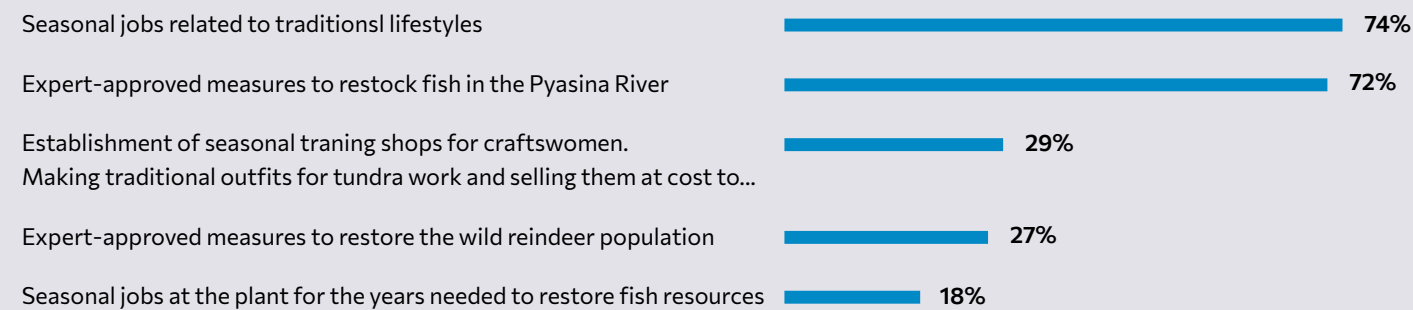 Seasonal jobs related to traditionsl lifestyles 74%
Expert-approved measures to restock fish in the Pyasina River 72%
Establishment of seasonal traning shops for craftswomen. 29%
Making traditional outfits for tundra work and selling them at cost to...
Expert-approved measures to restore the wild reindeer population 27%
Seasonal jobs at the plant for the years needed to restore fish resources 18%